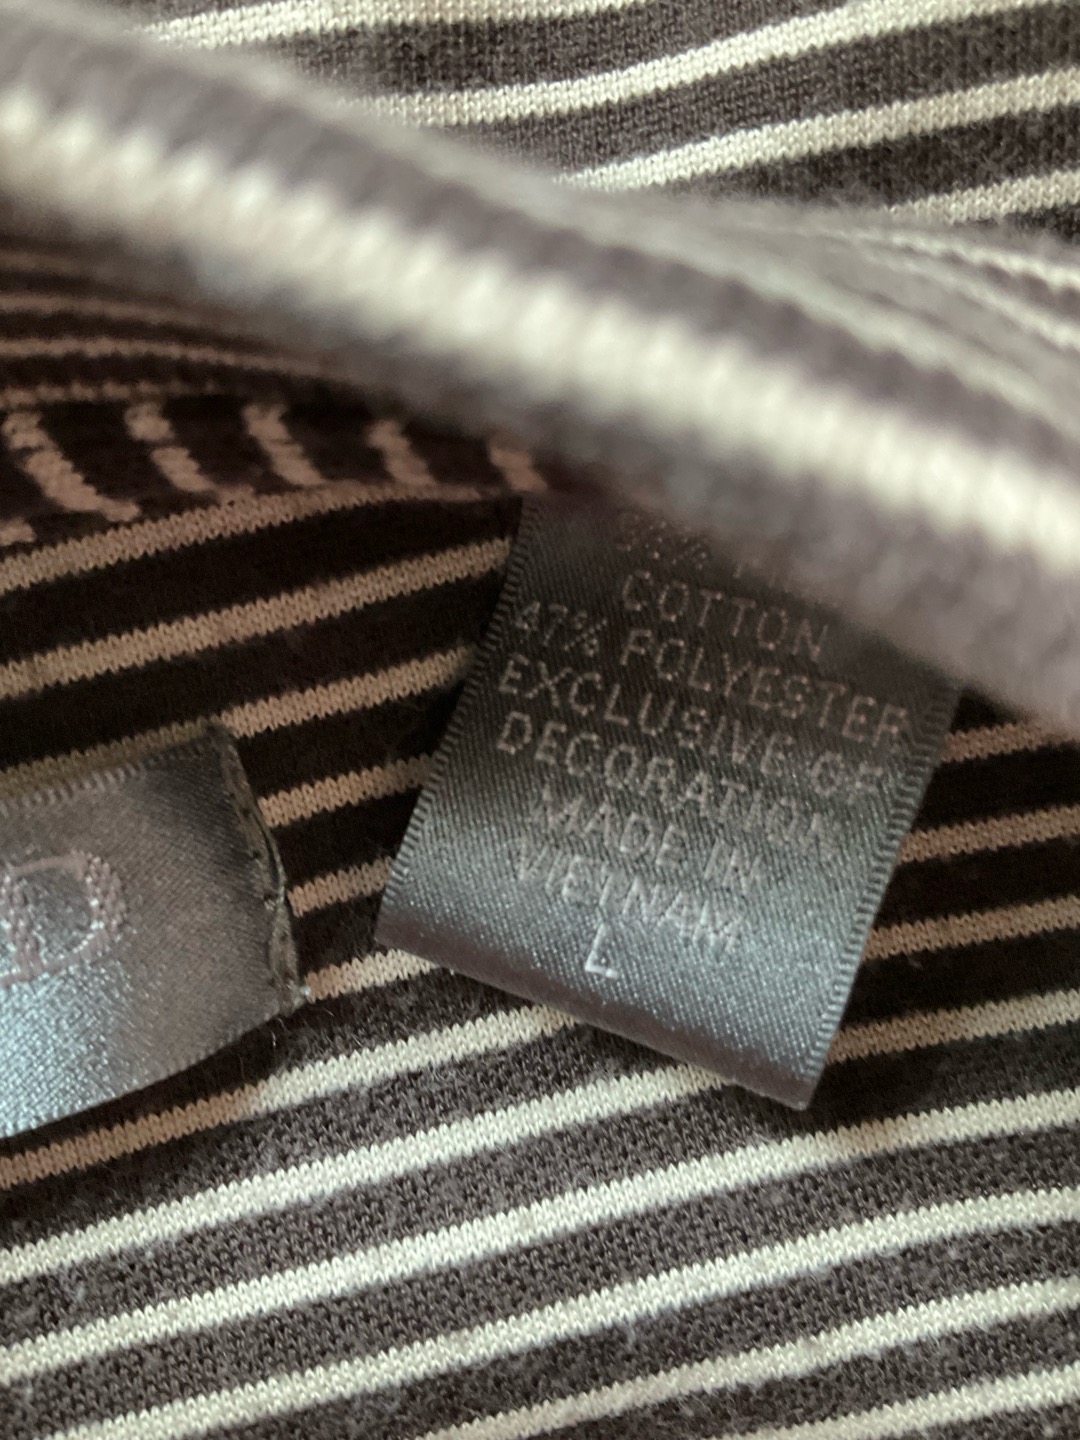 COTTON
47% POLYESTER
EXCLUSIVE OF
DECORATION
MADE IN
VIETNAM
L